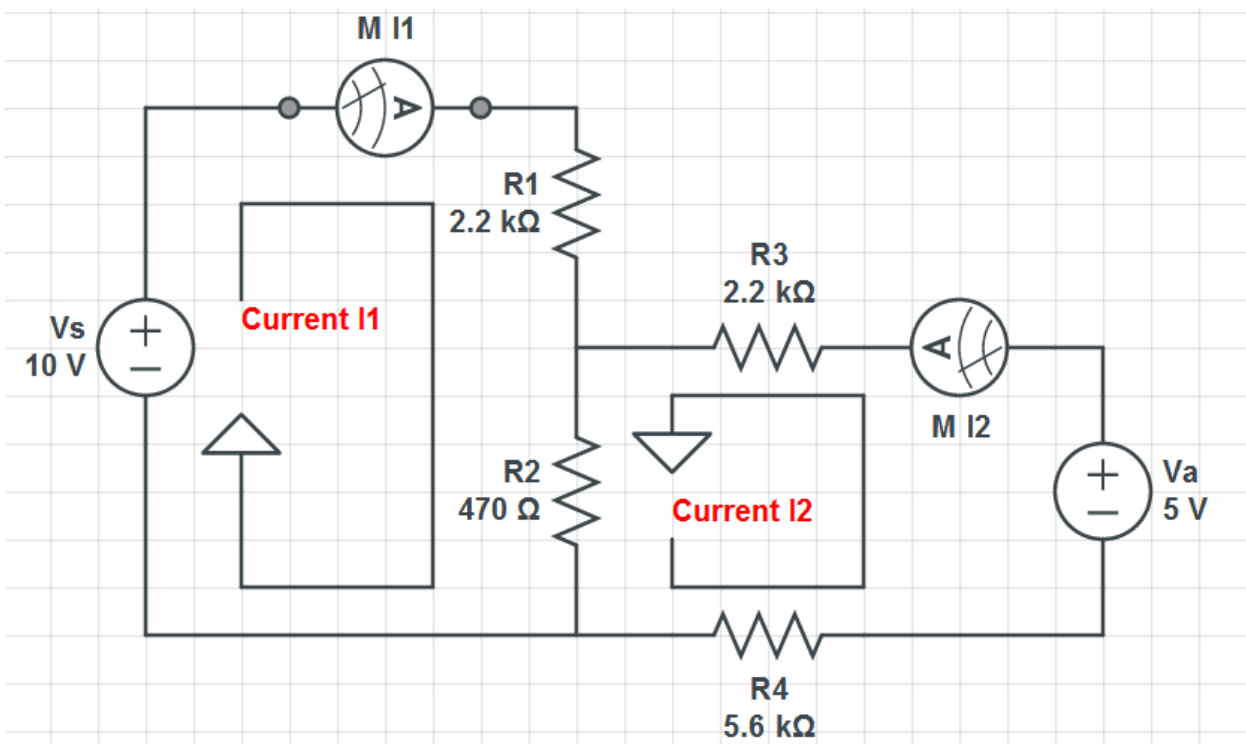 M I1
A
R1
2.2 kΩ
R3
2.2 kΩ
Current I1
Vs
10 V
A
M I2
R2
470 Ω
Current I2
Va
5 V
R4
5.6 kΩ